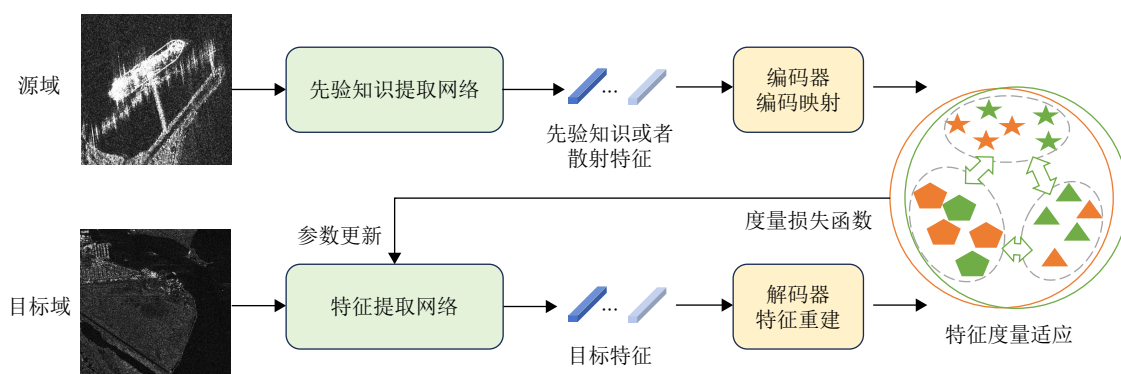 源域
先验知识提取网络
...
先验知识或者
散射特征
编码器
编码映射
参数更新
度量损失函数
目标域
特征提取网络
...
目标特征
解码器
特征重建
特征度量适应